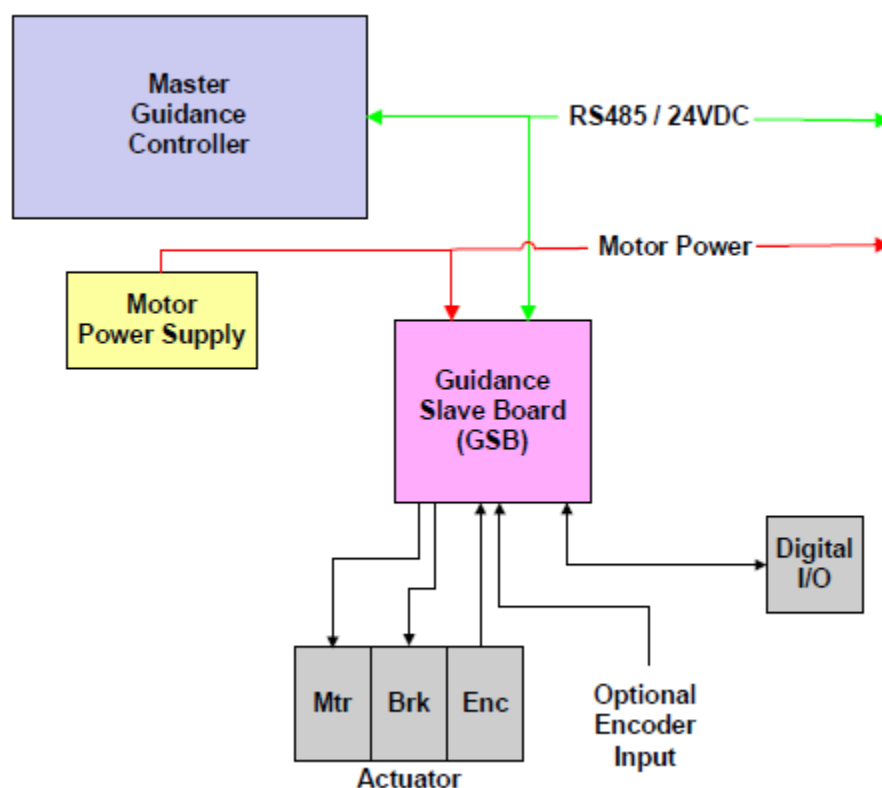 Master
Guidance
Controller
RS485 / 24VDC
Motor Power
Motor
Power Supply
Guidance
Slave Board
(GSB)
Digital
I/O
Mtr
Brk
Enc
Optional
Encoder
Input
Actuator